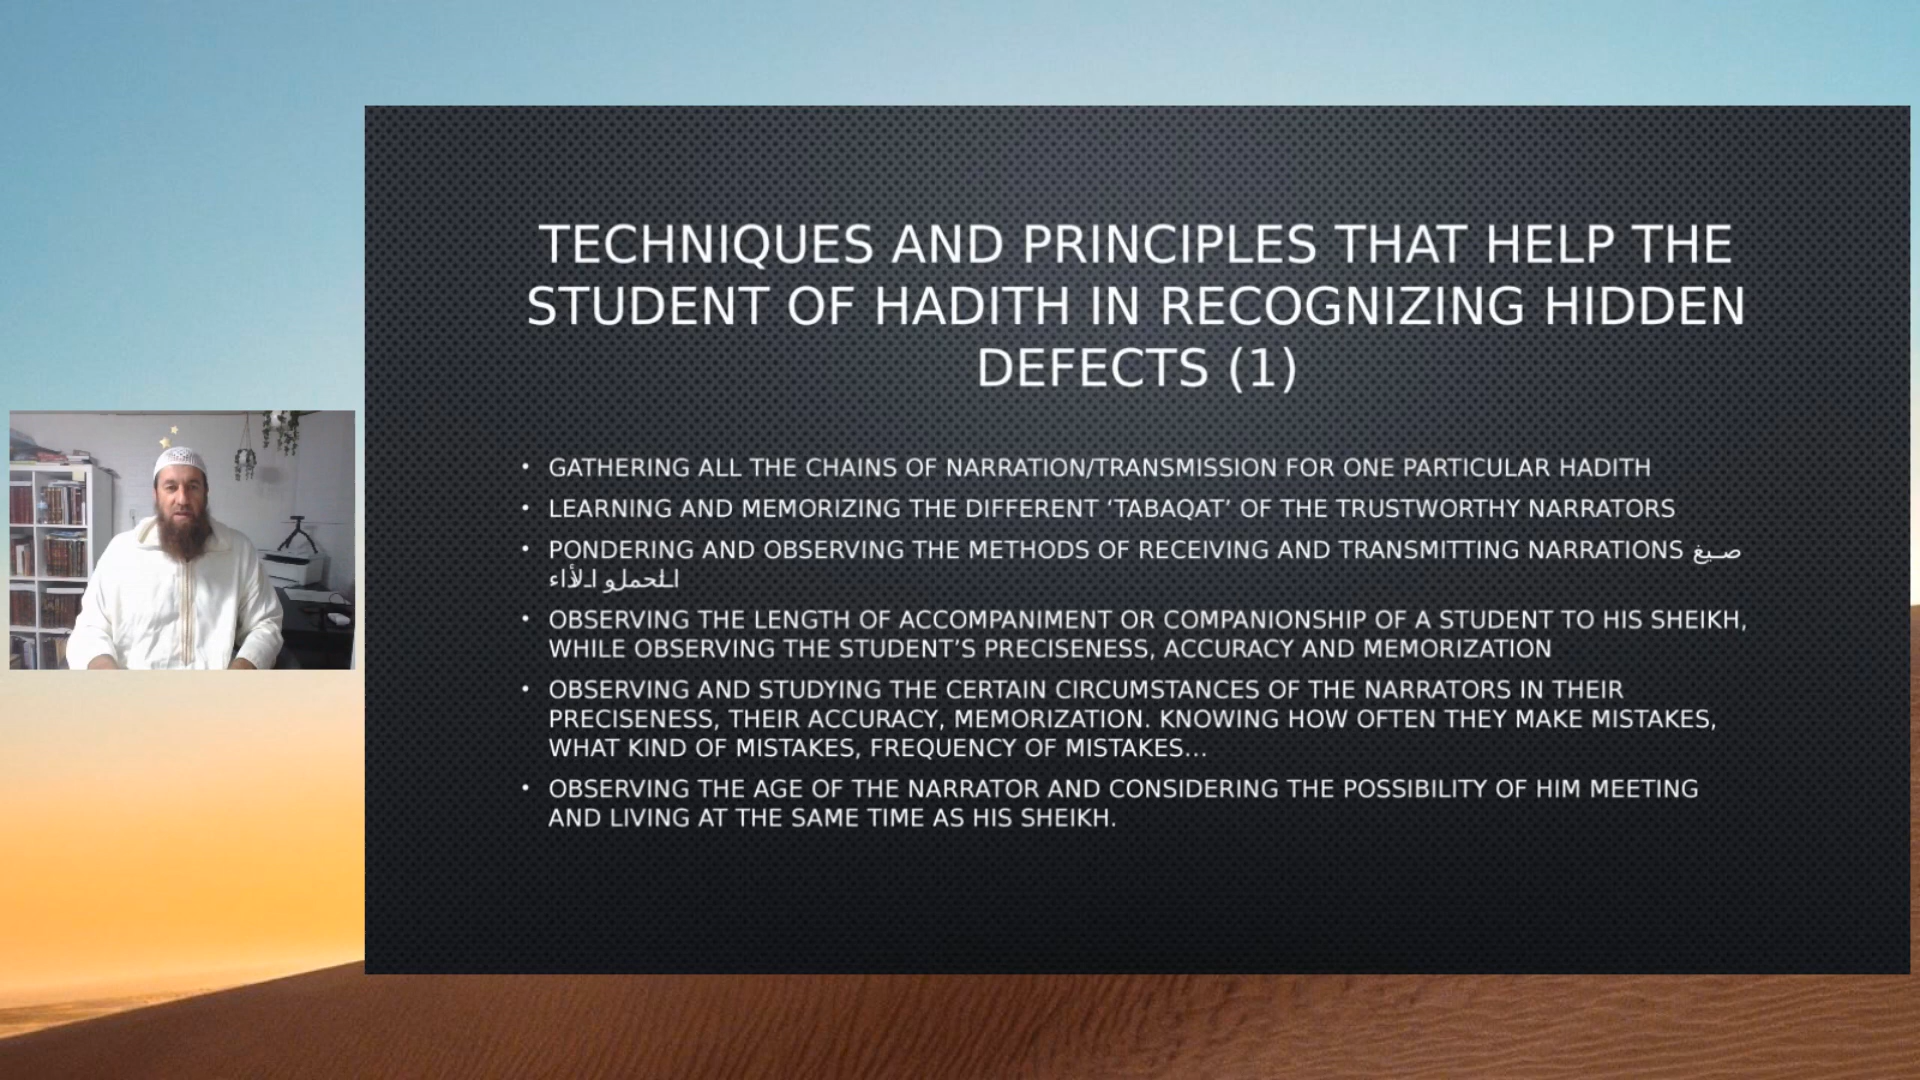 TECHNIQUES AND PRINCIPLES THAT HELP THE
STUDENT OF HADITH IN RECOGNIZING HIDDEN
DEFECTS (1)
• GATHERING ALL THE CHAINS OF NARRATION/TRANSMISSION FOR ONE PARTICULAR HADITH
• LEARNING AND MEMORIZING THE DIFFERENT ‘TABAQAT’ OF THE TRUSTWORTHY NARRATORS
• PONDERING AND OBSERVING THE METHODS OF RECEIVING AND TRANSMITTING NARRATIONS صيغ
التحمل و الأداء
• OBSERVING THE LENGTH OF ACCOMPANIMENT OR COMPANIONSHIP OF A STUDENT TO HIS SHEIKH,
WHILE OBSERVING THE STUDENT’S PRECISENESS, ACCURACY AND MEMORIZATION
• OBSERVING AND STUDYING THE CERTAIN CIRCUMSTANCES OF THE NARRATORS IN THEIR
PRECISENESS, THEIR ACCURACY, MEMORIZATION. KNOWING HOW OFTEN THEY MAKE MISTAKES,
WHAT KIND OF MISTAKES, FREQUENCY OF MISTAKES…
• OBSERVING THE AGE OF THE NARRATOR AND CONSIDERING THE POSSIBILITY OF HIM MEETING
AND LIVING AT THE SAME TIME AS HIS SHEIKH.